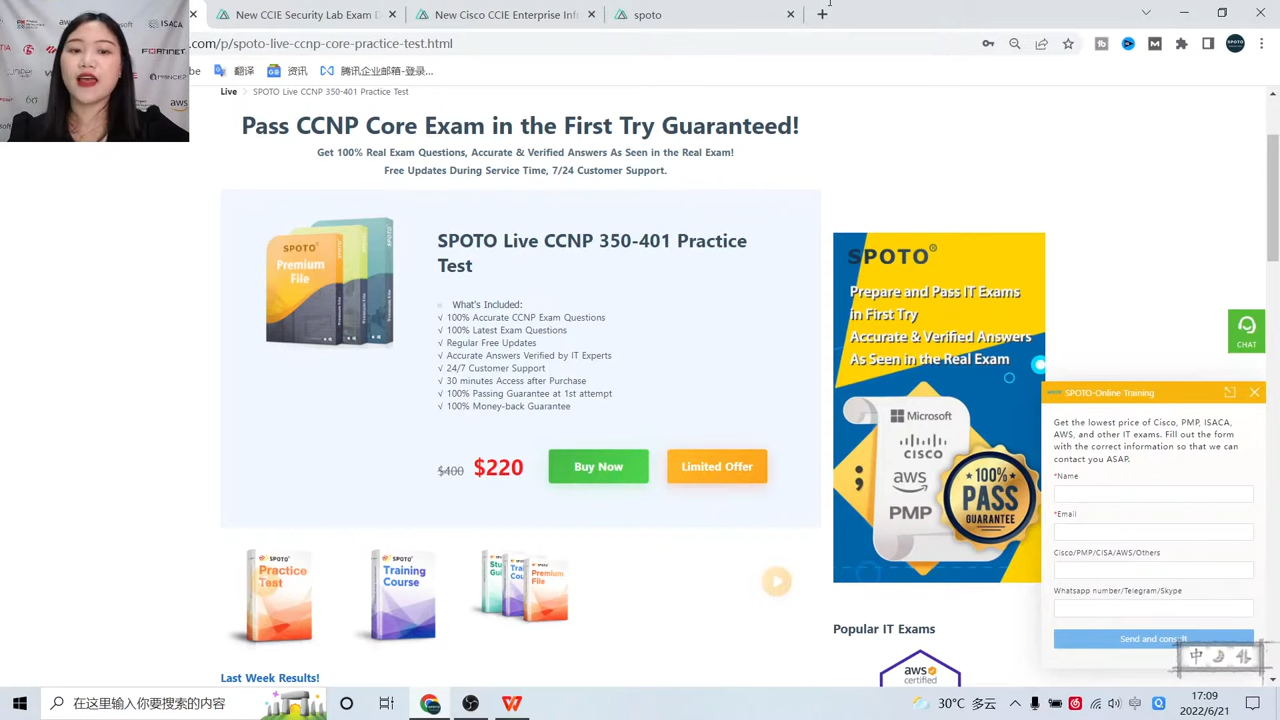 SPOTO CCIE Security Lab Exam D
New CCIE Enterprise Infrastruct
spoto
.com/p/spoto-live-ccnp-core-practice-test.html
翻译
资讯
腾讯企业邮箱-登录...
ISACA
aws
FORTINET
PRINCE2
6σ
aws
Live > SPOTO Live CCNP 350-401 Practice Test
Pass CCNP Core Exam in the First Try Guaranteed!
Get 100% Real Exam Questions, Accurate & Verified Answers As Seen in the Real Exam!
Free Updates During Service Time, 7/24 Customer Support.
SPOTO
Premium
File
SPOTO Live CCNP 350-401 Practice
Test
What's Included:
√ 100% Accurate CCNP Exam Questions
√ 100% Latest Exam Questions
√ Regular Free Updates
√ Accurate Answers Verified by IT Experts
√ 24/7 Customer Support
√ 30 minutes Access after Purchase
√ 100% Passing Guarantee at 1st attempt
√ 100% Money-back Guarantee
$400 $220
Buy Now
Limited Offer
SPOTO
Practice
Test
SPOTO
Training
Course
SPOTO
Premium
File
Last Week Results!
SPOTO®
Prepare and Pass IT Exams
in First Try
Accurate & Verified Answers
As Seen in the Real Exam
Microsoft
CISCO
aws
PMP
100%
PASS
GUARANTEE
Popular IT Exams
aws
certified
CHAT
SPOTO-Online Training
Get the lowest price of Cisco, PMP, ISACA,
AWS, and other IT exams. Fill out the form
with the correct information so that we can
contact you ASAP.
*Name
*Email
Cisco/PMP/CISA/AWS/Others
Whatsapp number/Telegram/Skype
Send and consult
中
在这里输入你要搜索的内容
30°C 多云
中
17:09
2022/6/21